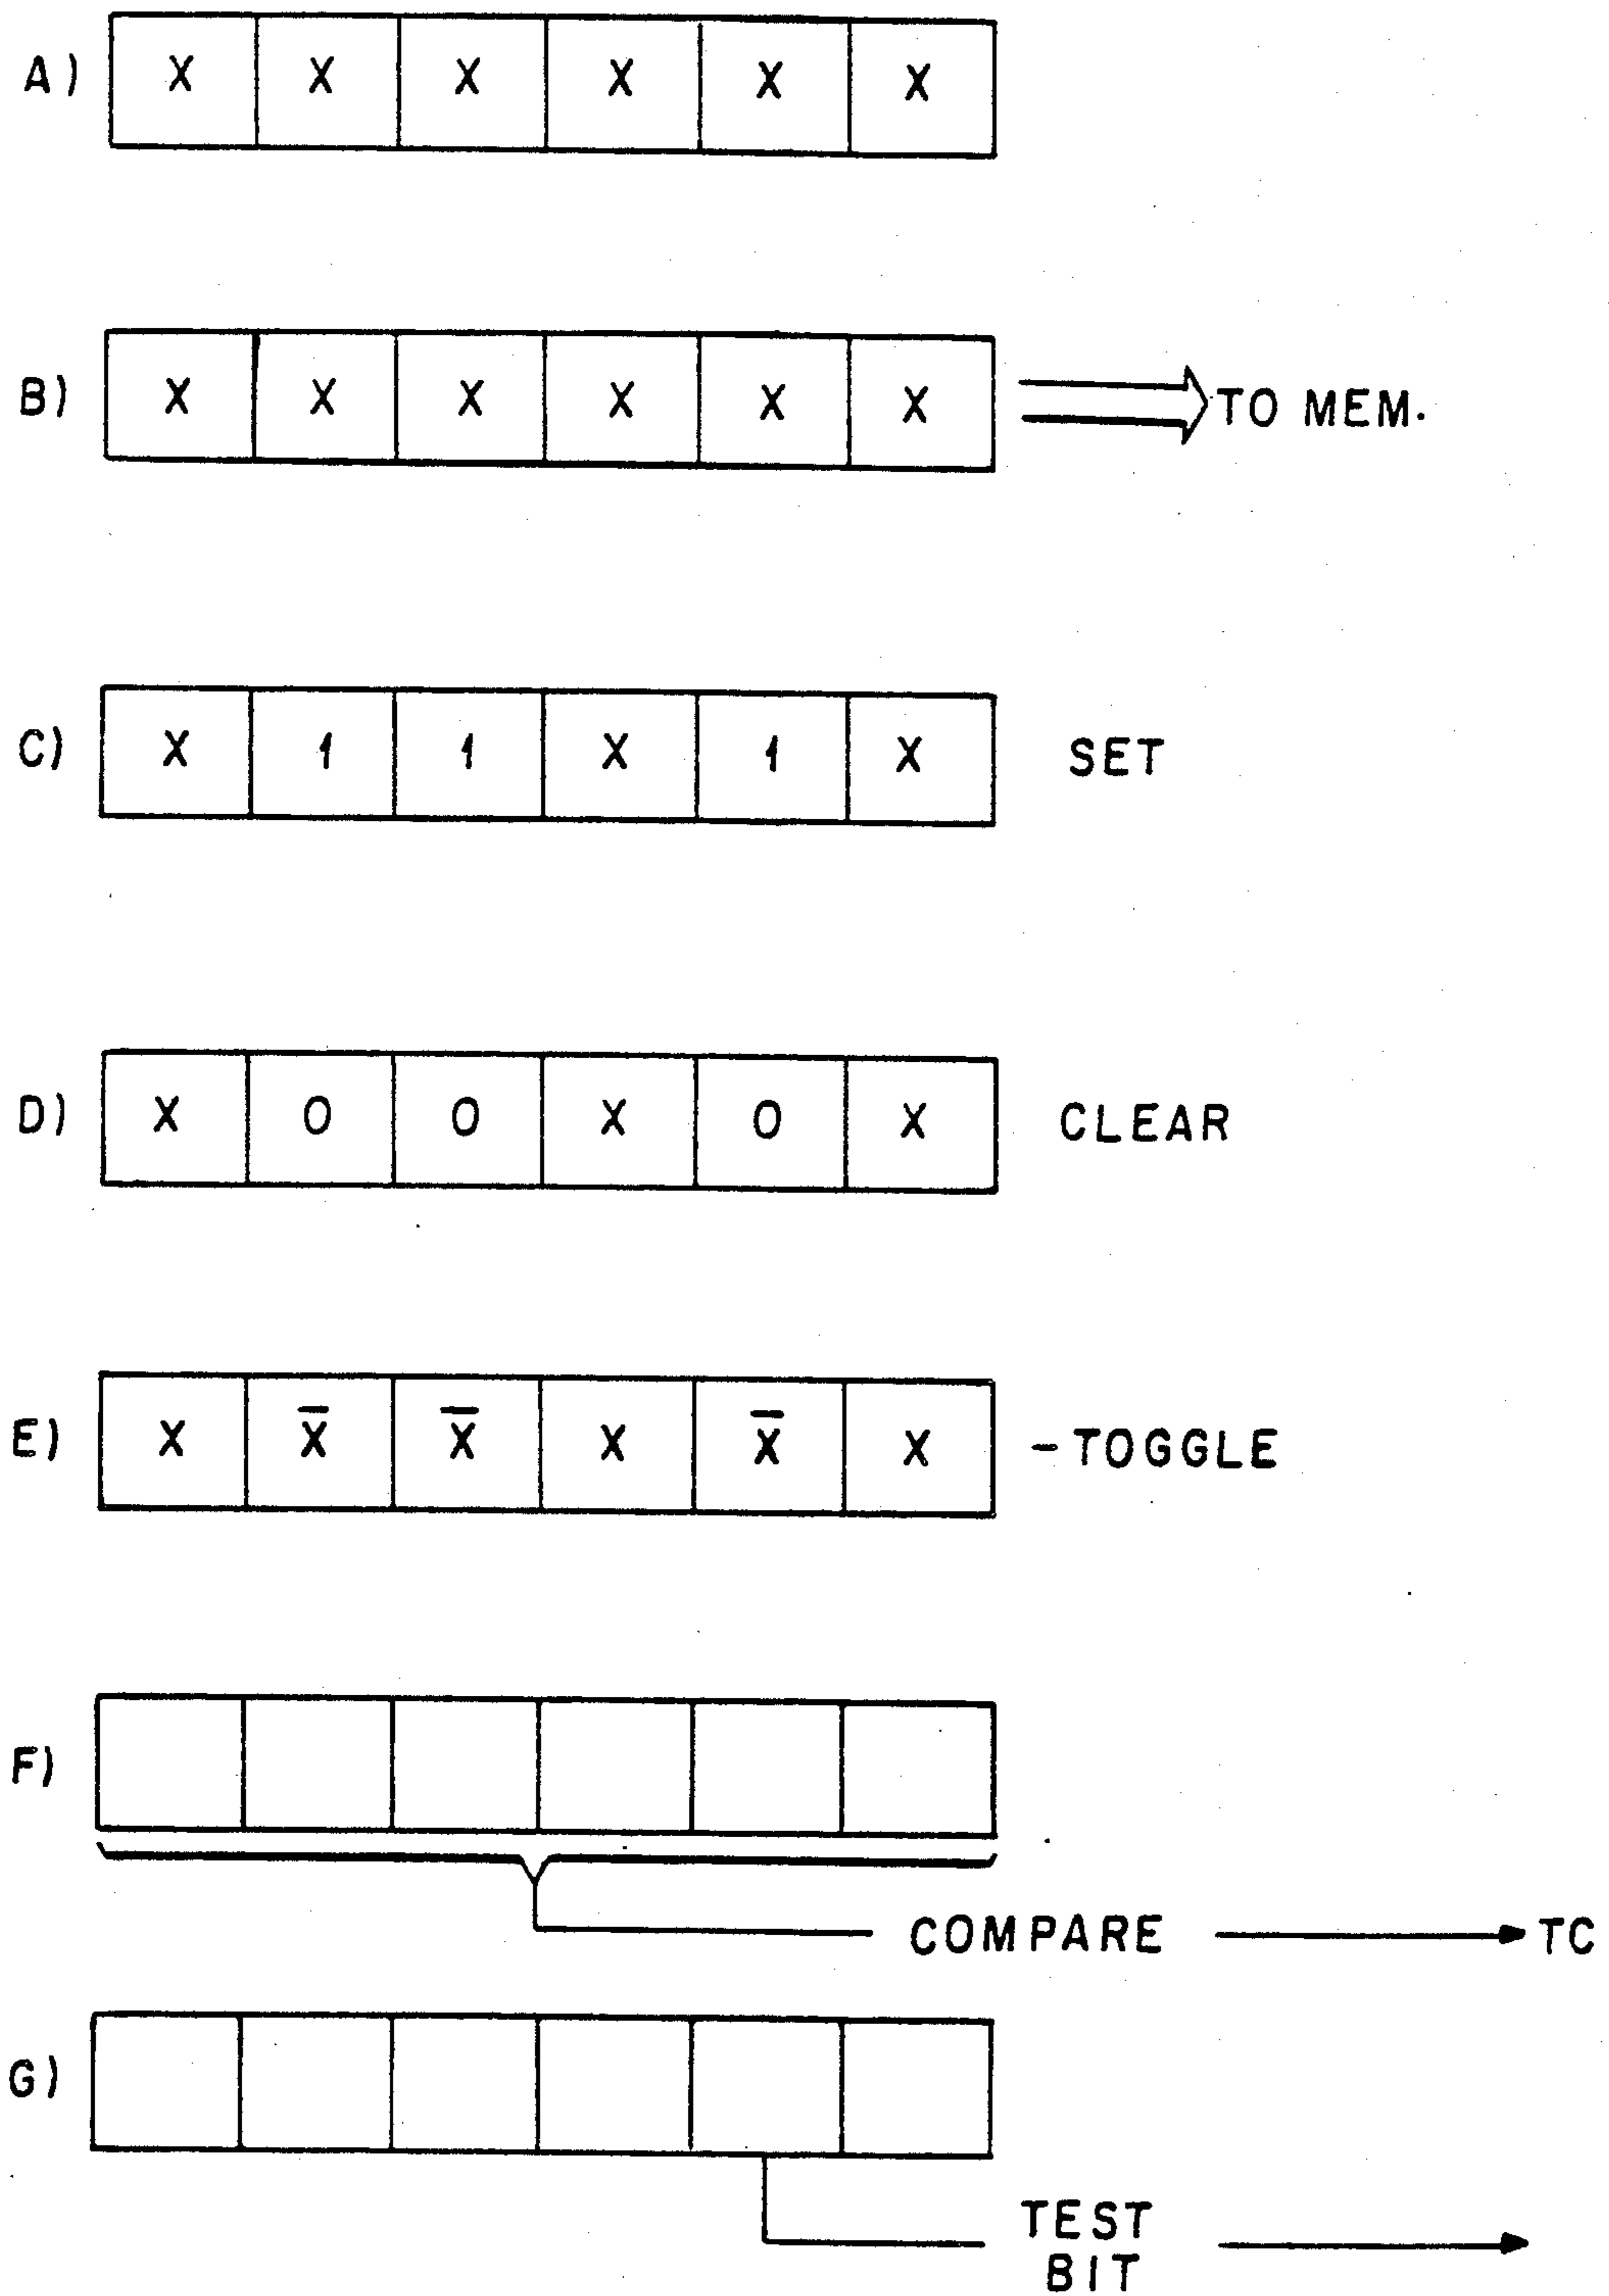 A) X X X X X X
B) X X X X X X TO MEM.
C) X 1 1 X 1 X SET
D) X 0 0 X 0 X CLEAR
E) X X̅ X̅ X X̅ X - TOGGLE
F)
COMPARE TC
G)
TEST
BIT